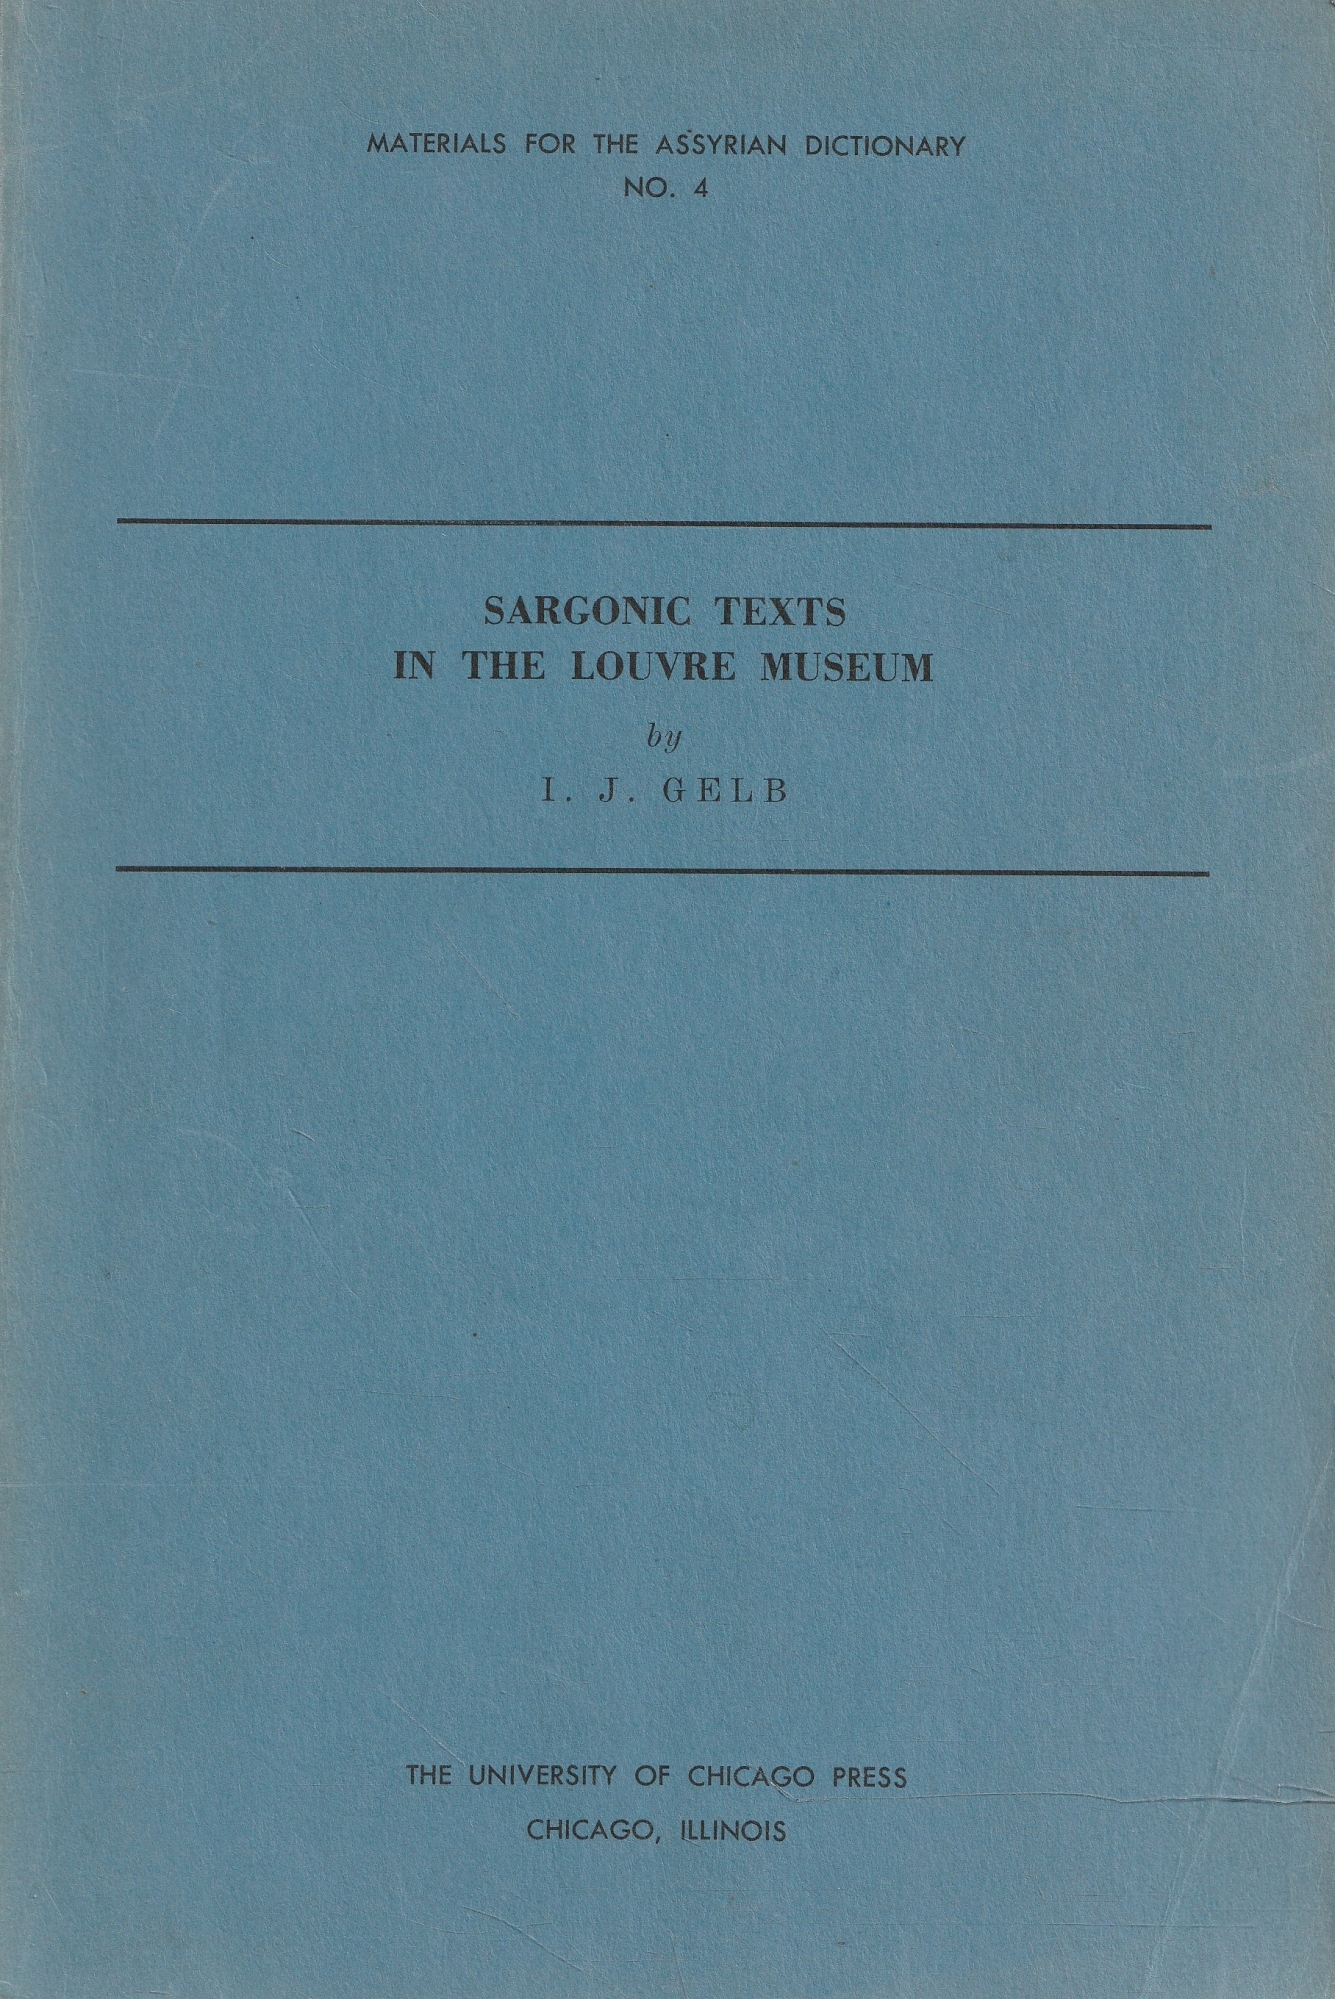 MATERIALS FOR THE ASSYRIAN DICTIONARY
NO. 4
SARGONIC TEXTS
IN THE LOUVRE MUSEUM
by
I. J. GELB
THE UNIVERSITY OF CHICAGO PRESS
CHICAGO, ILLINOIS